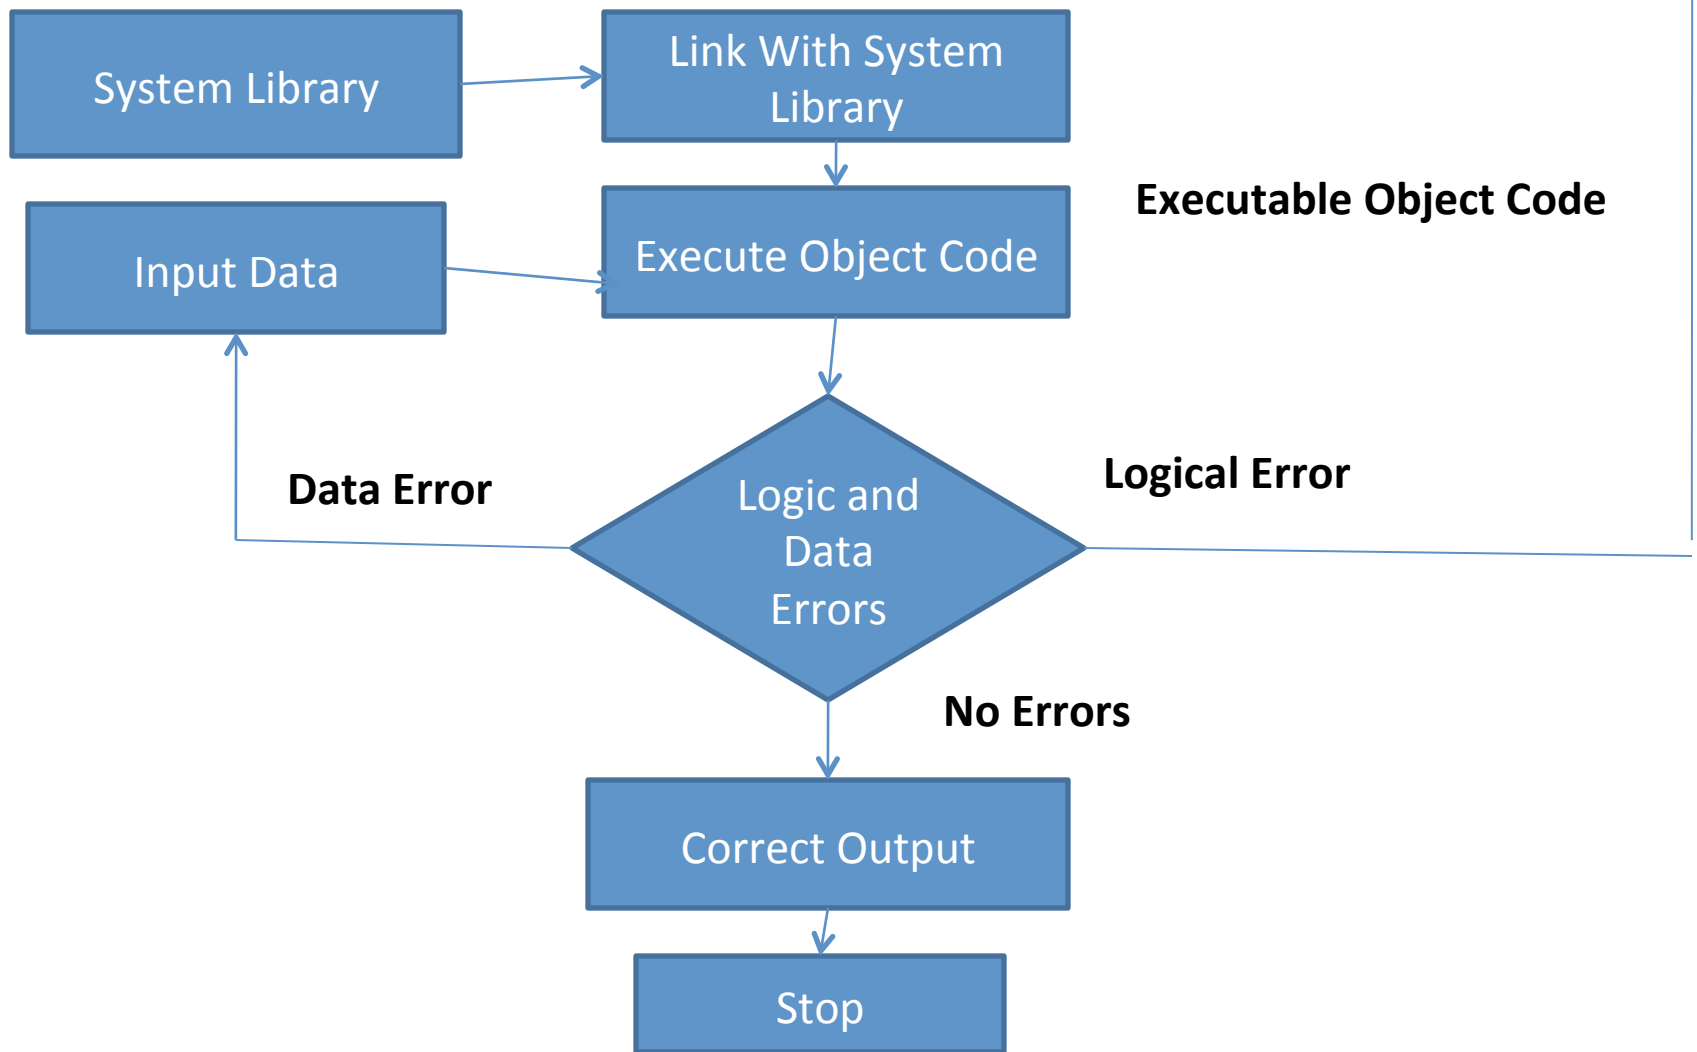 System Library
Link With System
Library
Executable Object Code
Input Data
Execute Object Code
Data Error
Logic and
Data
Errors
Logical Error
No Errors
Correct Output
Stop